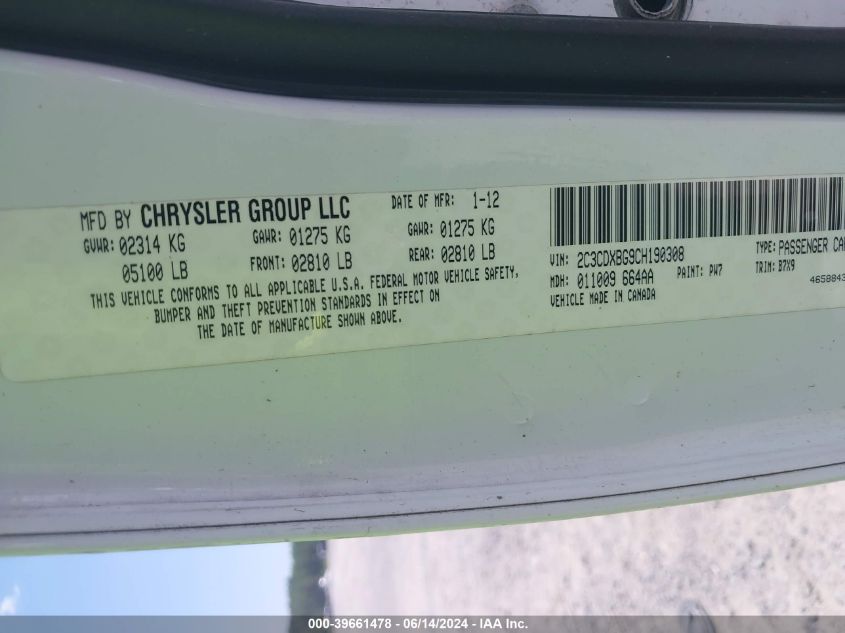 MFD BY CHRYSLER GROUP LLC
DATE OF MFR: 1-12
GVWR: 02314 KG
GAWR: 01275 KG
GAWR: 01275 KG
05100 LB
FRONT: 02810 LB
REAR: 02810 LB
THIS VEHICLE CONFORMS TO ALL APPLICABLE U.S.A. FEDERAL MOTOR VEHICLE SAFETY,
BUMPER AND THEFT PREVENTION STANDARDS IN EFFECT ON
THE DATE OF MANUFACTURE SHOWN ABOVE.
VIN: 2C3CDXBG9CH190308
TYPE: PASSENGER CAR
MDH: 011009 664AA
PAINT: PW7
TRIM: B7X9
VEHICLE MADE IN CANADA
4658843
000-39661478 - 06/14/2024 - IAA Inc.